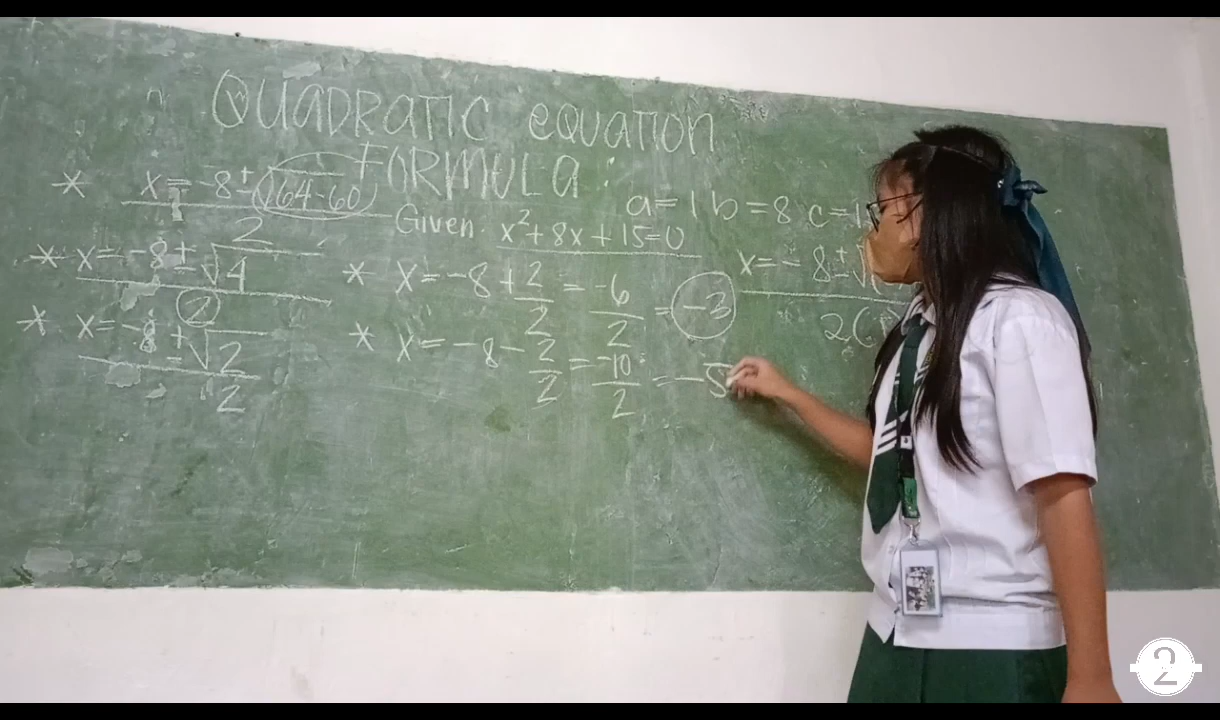 QUADRATIC equation
FORMULA:
* x = -8 ± √64-60
2
* x = -8 ± √4
2
* x = -8 ± √2
2
Given: x² + 8x + 15 = 0
* x = -8 + 2/2 = -6/2 = -3
* x = -8 - 2/2 = -10/2 = -5
a = 1 b = 8 c = 1
x = - 8 ± √
2(1)
2